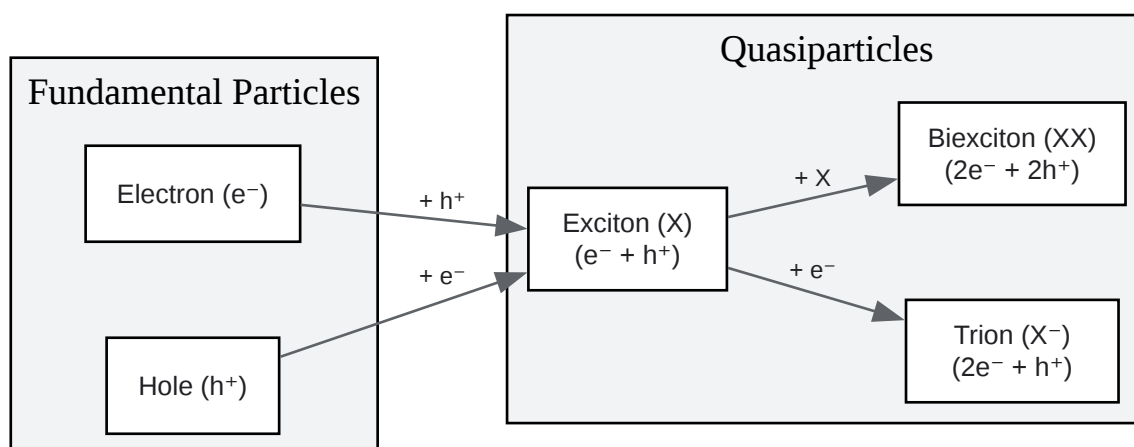 Fundamental Particles
Electron (e⁻)
Hole (h⁺)
+ h⁺
+ e⁻
Quasiparticles
Exciton (X)
(e⁻ + h⁺)
+ X
+ e⁻
Biexciton (XX)
(2e⁻ + 2h⁺)
Trion (X⁻)
(2e⁻ + h⁺)